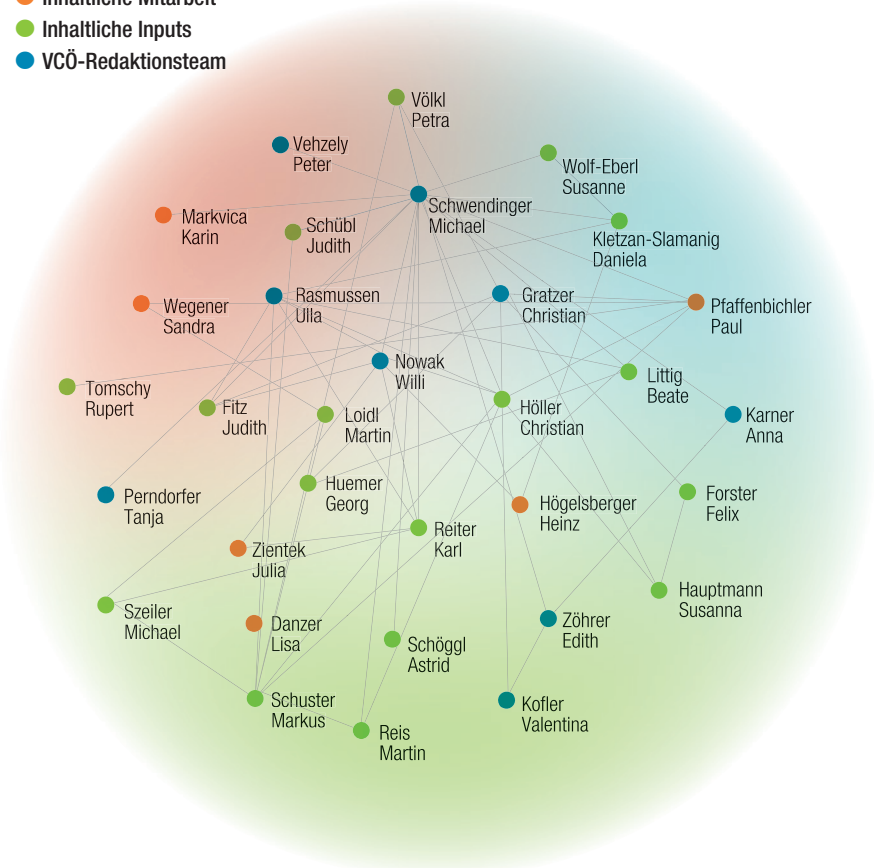 Inhaltliche Mitarbeit
Inhaltliche Inputs
VCÖ-Redaktionsteam
Völkl
Petra
Vehzely
Peter
Wolf-Eberl
Susanne
Schwendinger
Michael
Markvica
Karin
Schübl
Judith
Kletzan-Slamanig
Daniela
Rasmussen
Ulla
Gratzer
Christian
Wegener
Sandra
Pfaffenbichler
Paul
Nowak
Willi
Littig
Beate
Tomschy
Rupert
Fitz
Judith
Loidl
Martin
Höller
Christian
Karner
Anna
Huemer
Georg
Perndorfer
Tanja
Högelsberger
Heinz
Forster
Felix
Reiter
Karl
Zientek
Julia
Hauptmann
Susanna
Szeiler
Michael
Danzer
Lisa
Zöhrer
Edith
Schöggl
Astrid
Schuster
Markus
Kofler
Valentina
Reis
Martin